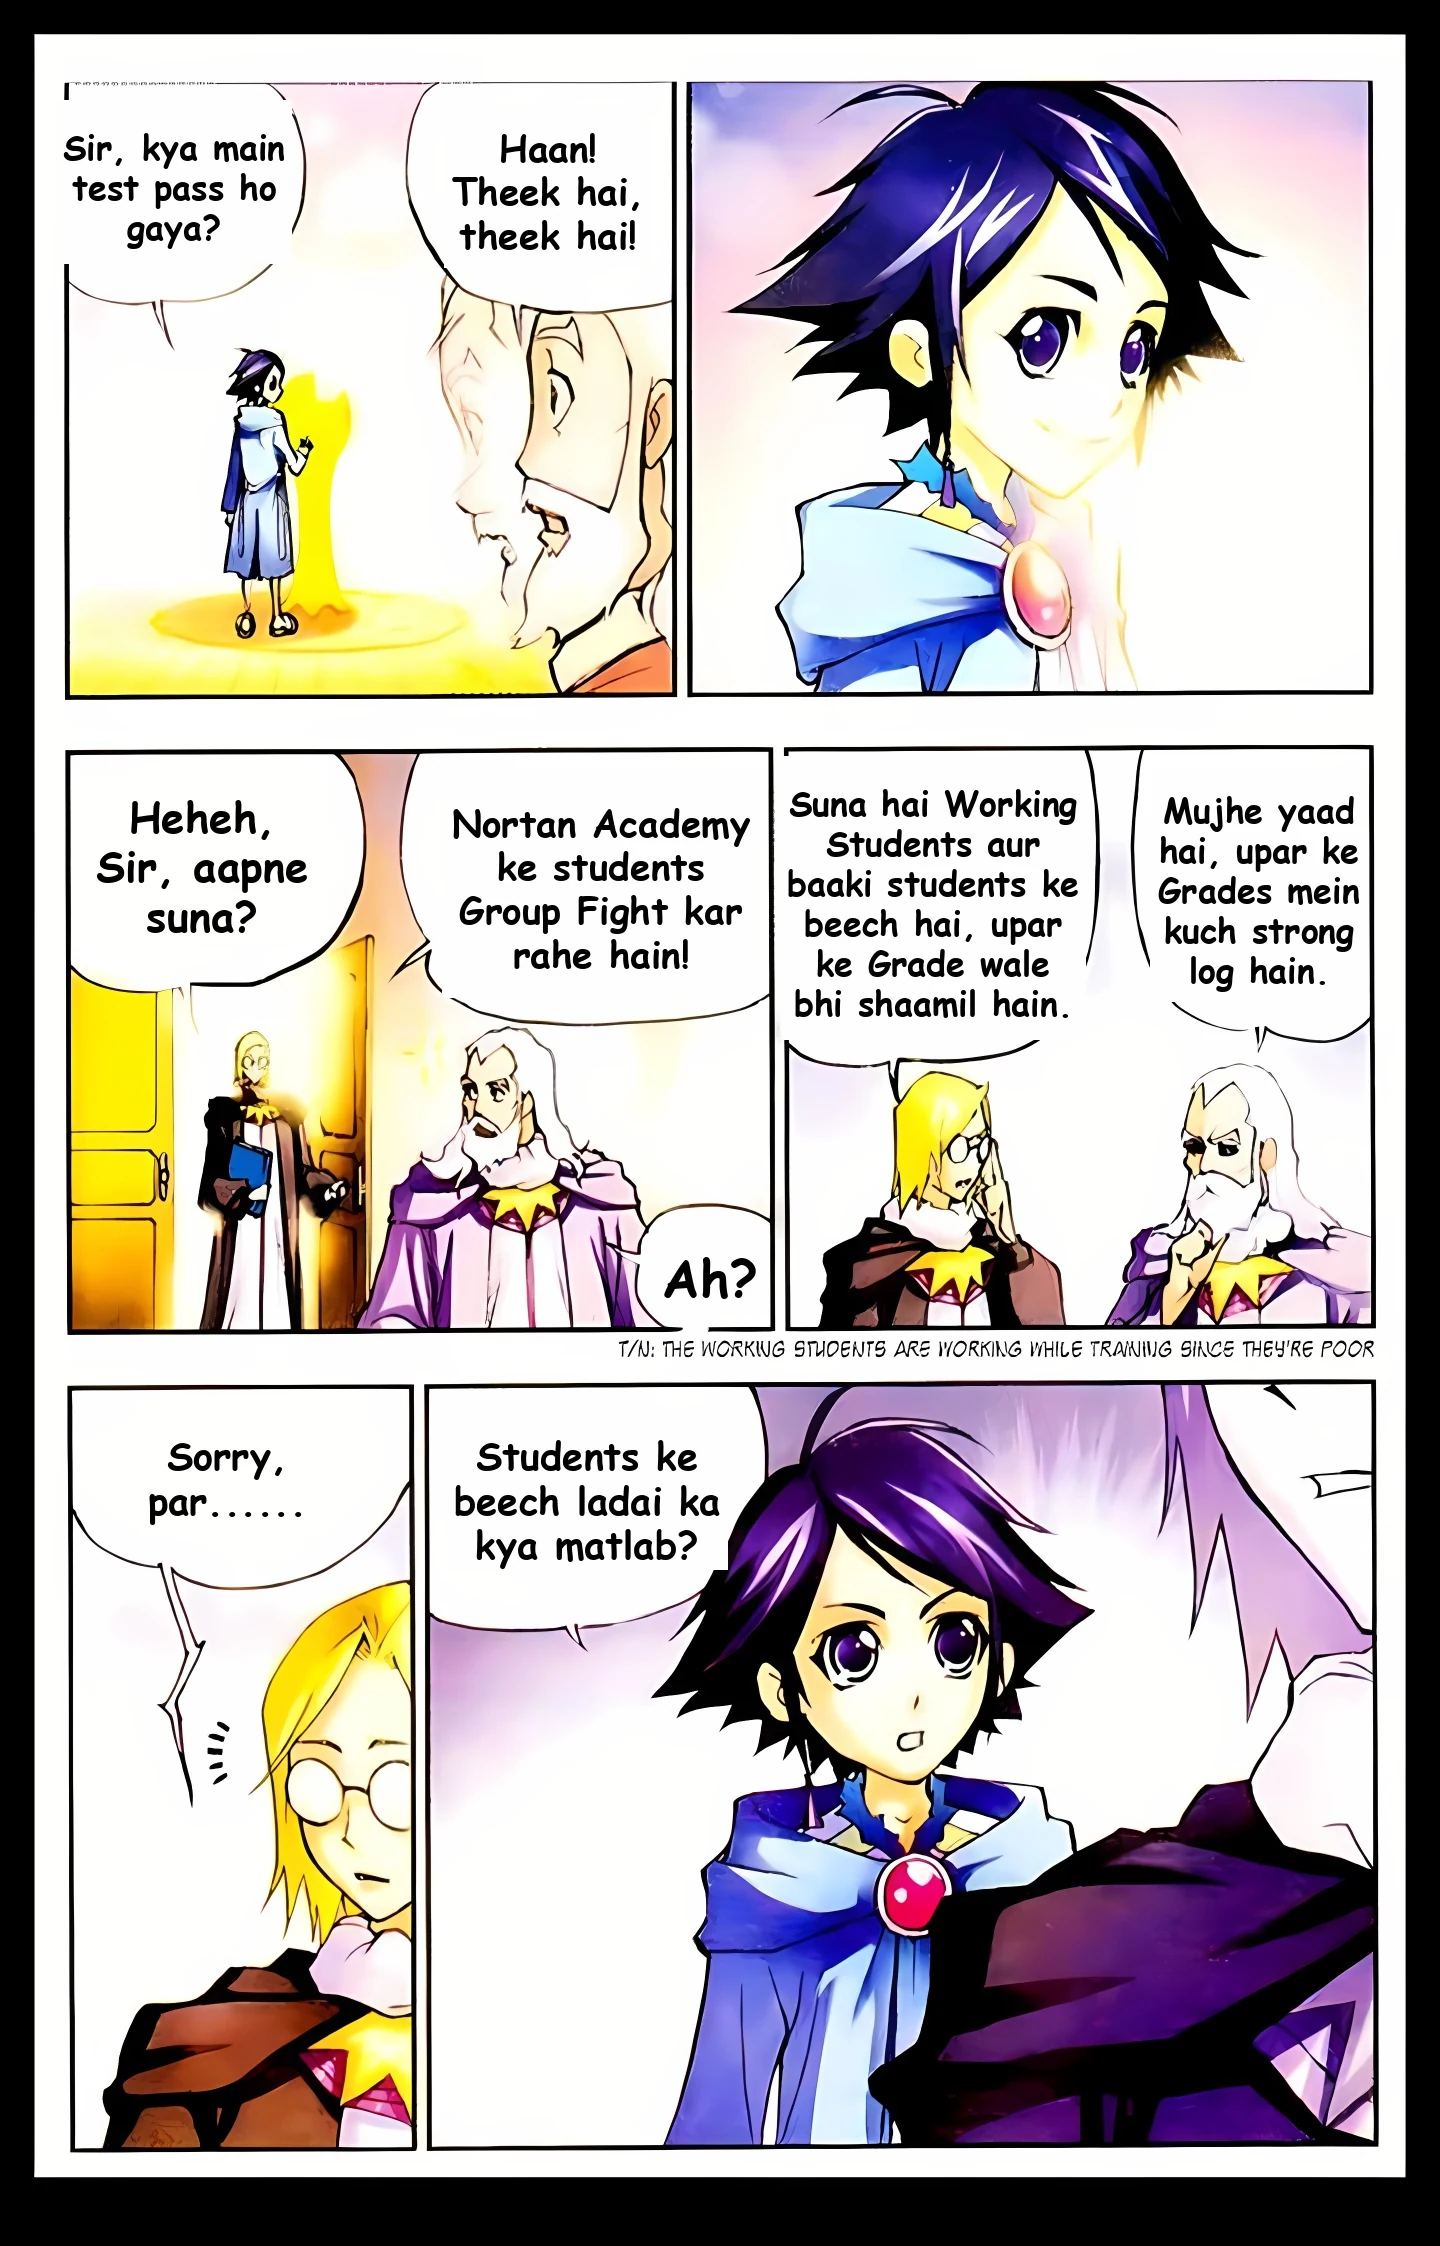 Sir, kya main
test pass ho
gaya?
Haan!
Theek hai,
theek hai!
Heheh,
Sir, aapne
suna?
Nortan Academy
ke students
Group Fight kar
rahe hain!
Ah?
Suna hai Working
Students aur
baaki students ke
beech hai, upar
ke Grade wale
bhi shaamil hain.
Mujhe yaad
hai, upar ke
Grades mein
kuch strong
log hain.
T/N: THE WORKING STUDENTS ARE WORKING WHILE TRAINING SINCE THEY'RE POOR
Sorry,
par......
Students ke
beech ladai ka
kya matlab?